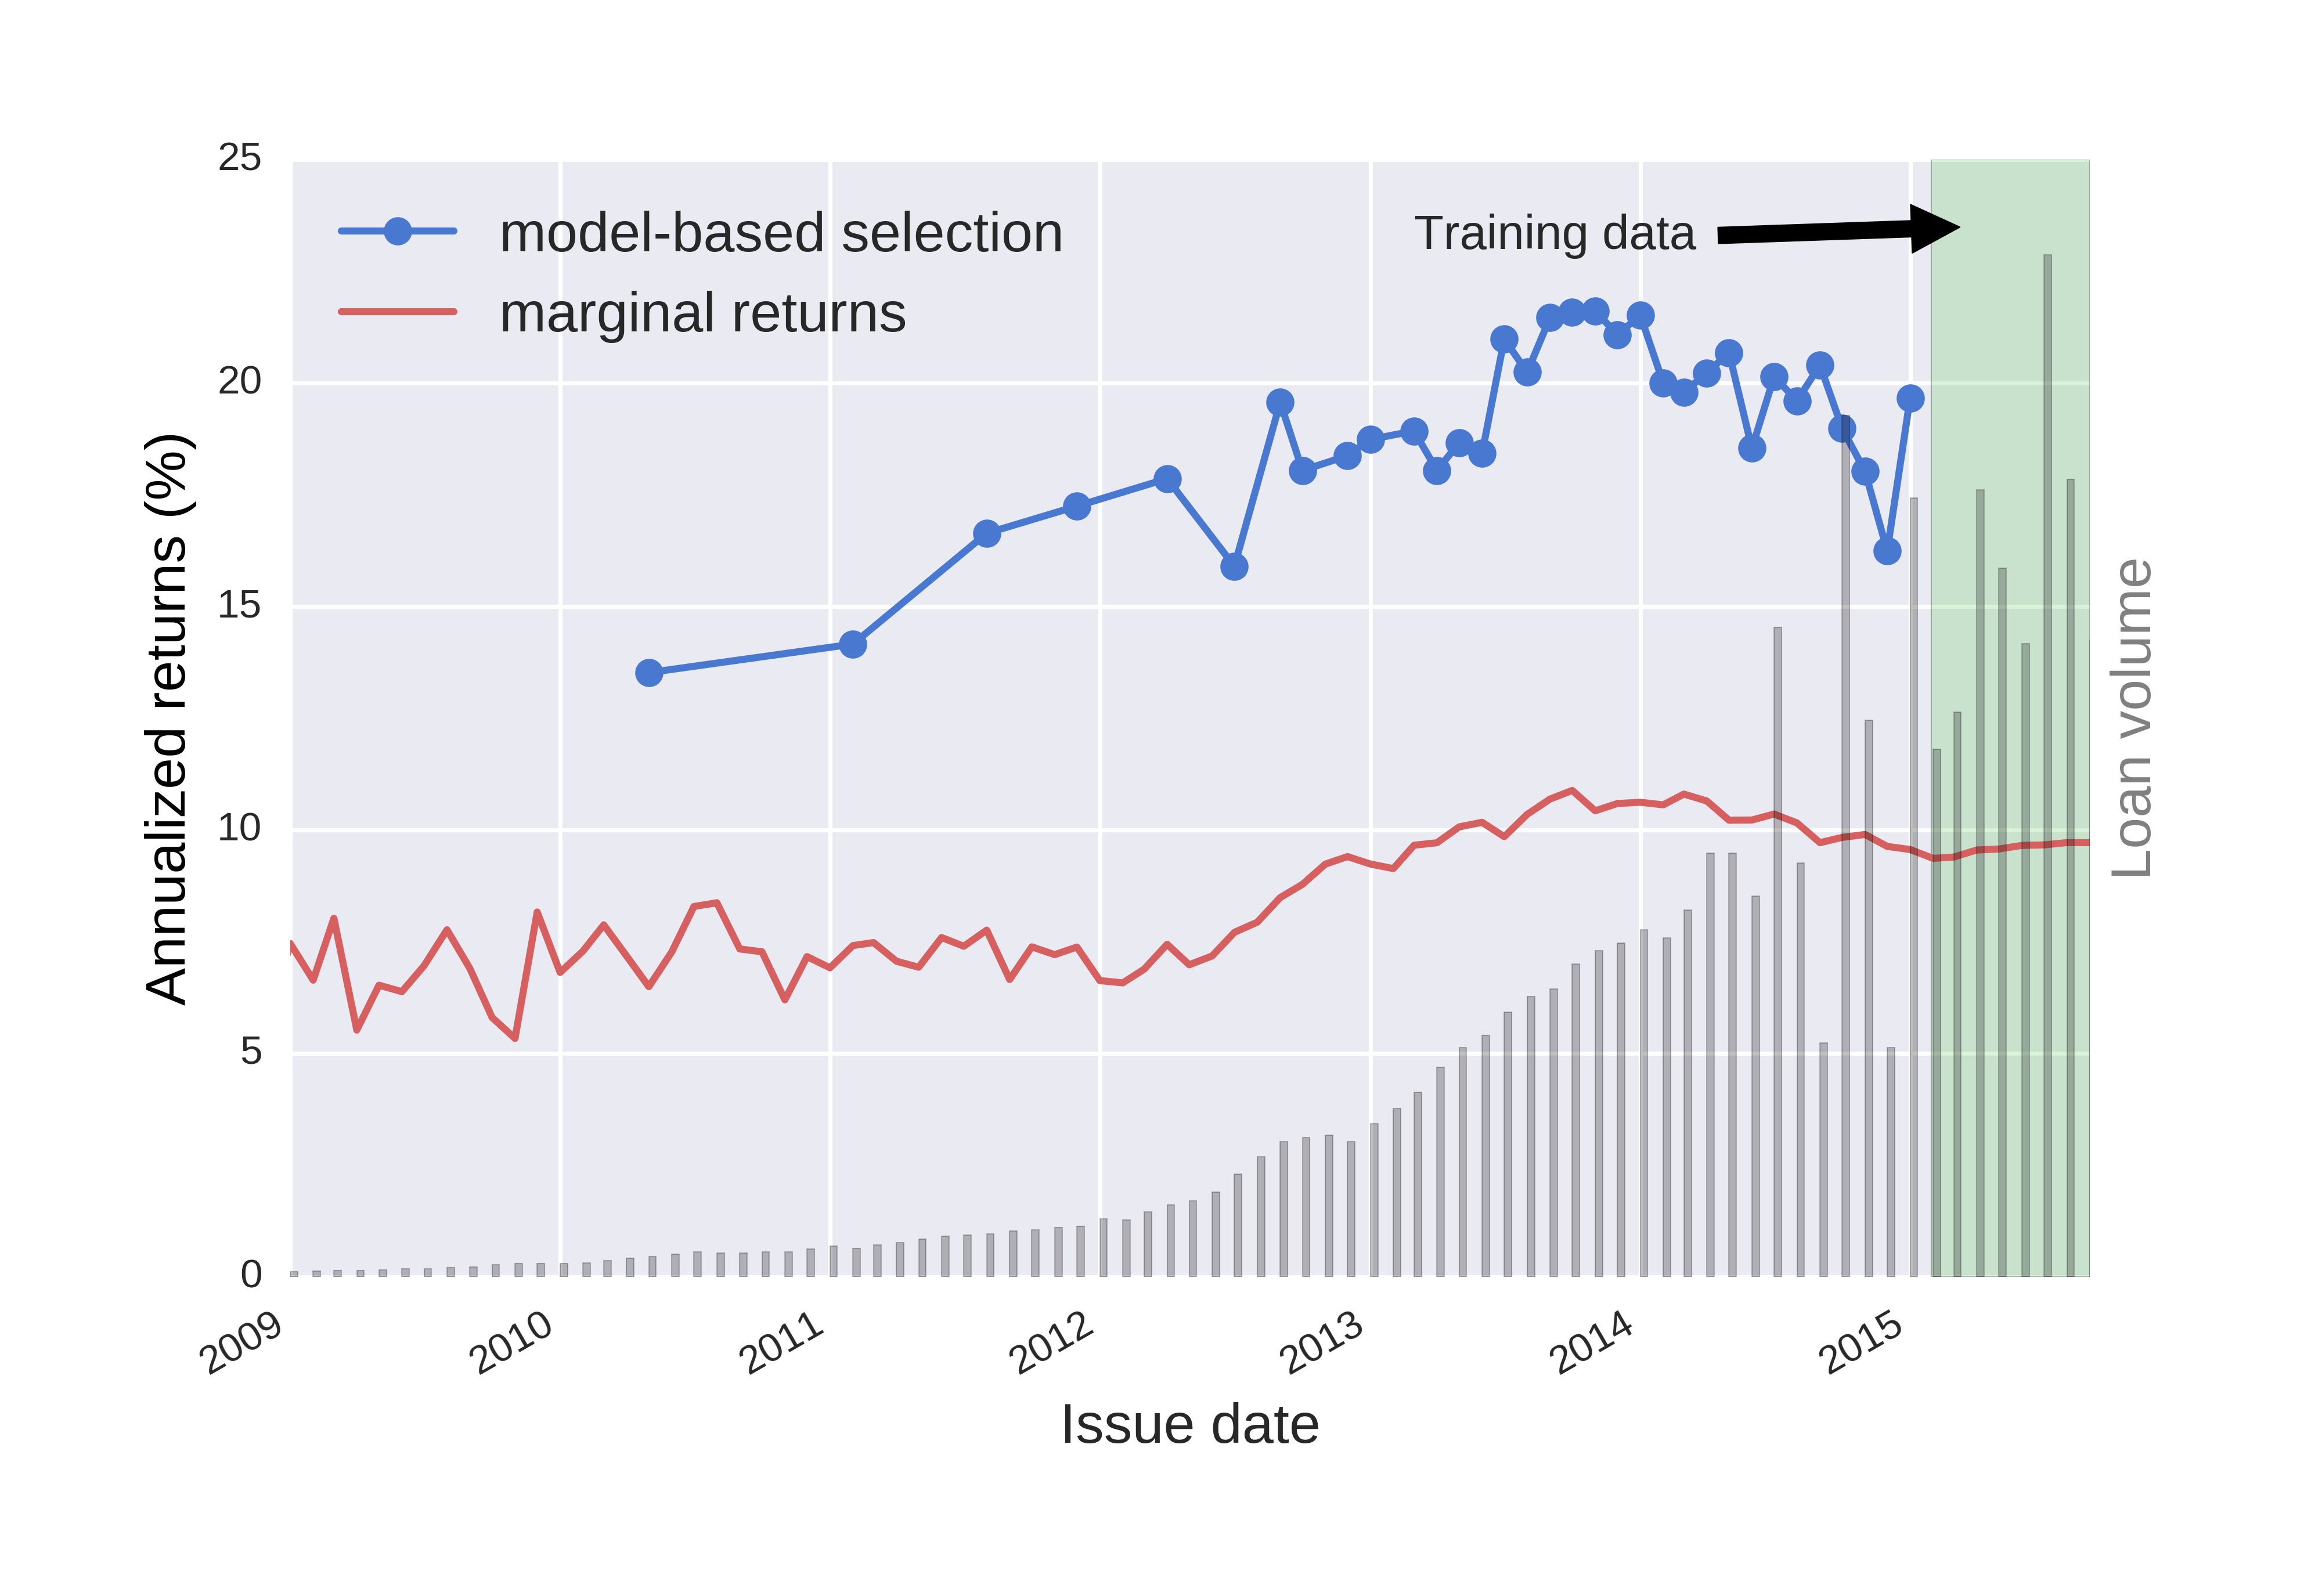 25
model-based selection
Training data
marginal returns
20
15
10
5
0
Annualized returns (%)
Loan volume
2009
2010
2011
2012
2013
2014
2015
Issue date